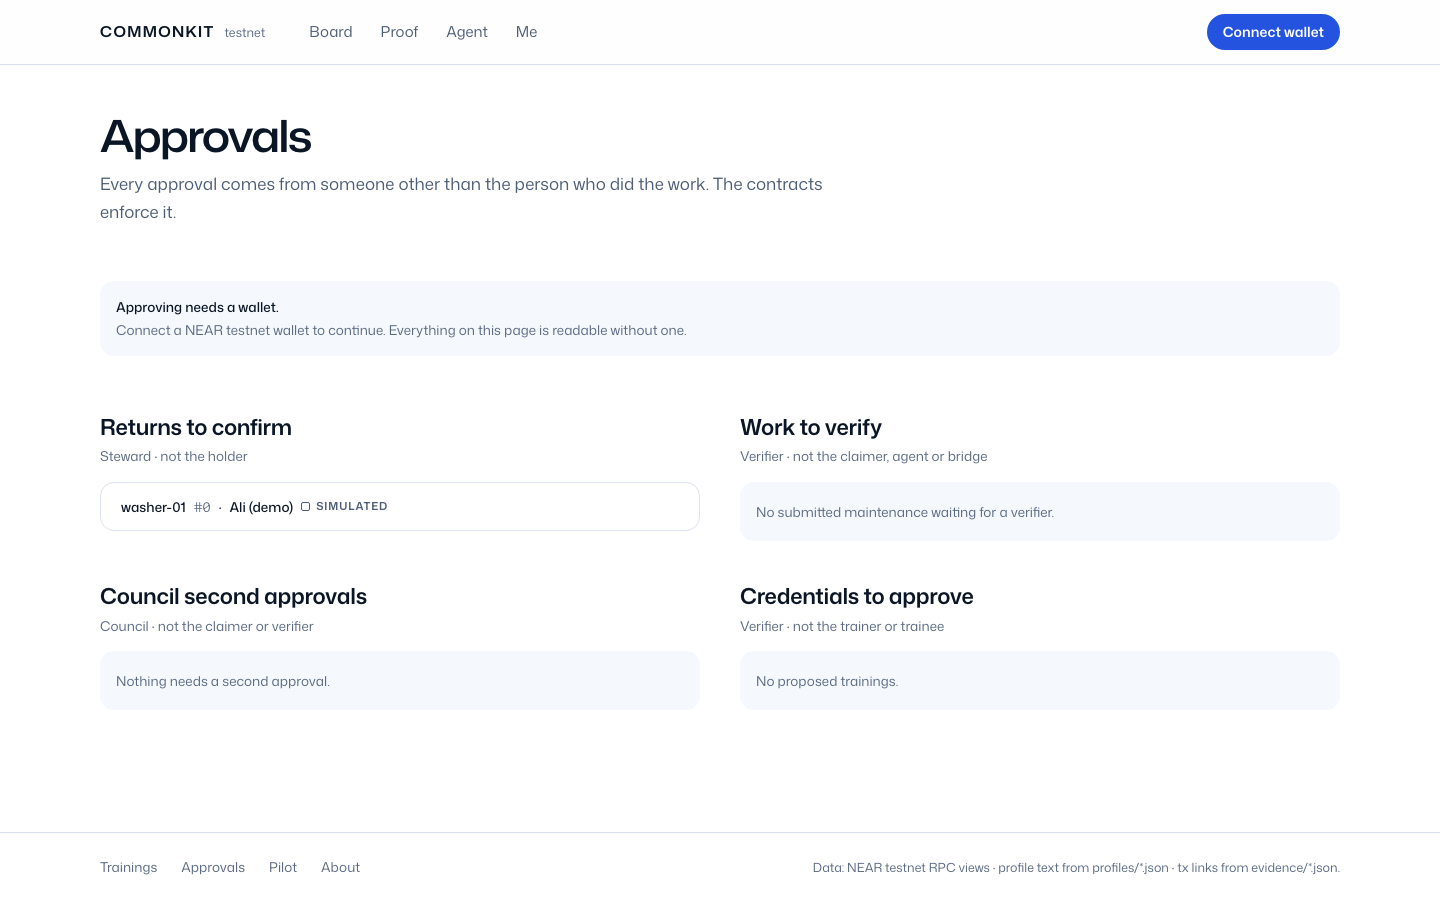 COMMONKIT testnet Board Proof Agent Me Connect wallet
Approvals
Every approval comes from someone other than the person who did the work. The contracts
enforce it.
Approving needs a wallet.
Connect a NEAR testnet wallet to continue. Everything on this page is readable without one.
Returns to confirm
Steward · not the holder
washer-01 #0 · Ali (demo) SIMULATED
Work to verify
Verifier · not the claimer, agent or bridge
No submitted maintenance waiting for a verifier.
Council second approvals
Council · not the claimer or verifier
Nothing needs a second approval.
Credentials to approve
Verifier · not the trainer or trainee
No proposed trainings.
Trainings Approvals Pilot About
Data: NEAR testnet RPC views · profile text from profiles/*.json · tx links from evidence/*.json.